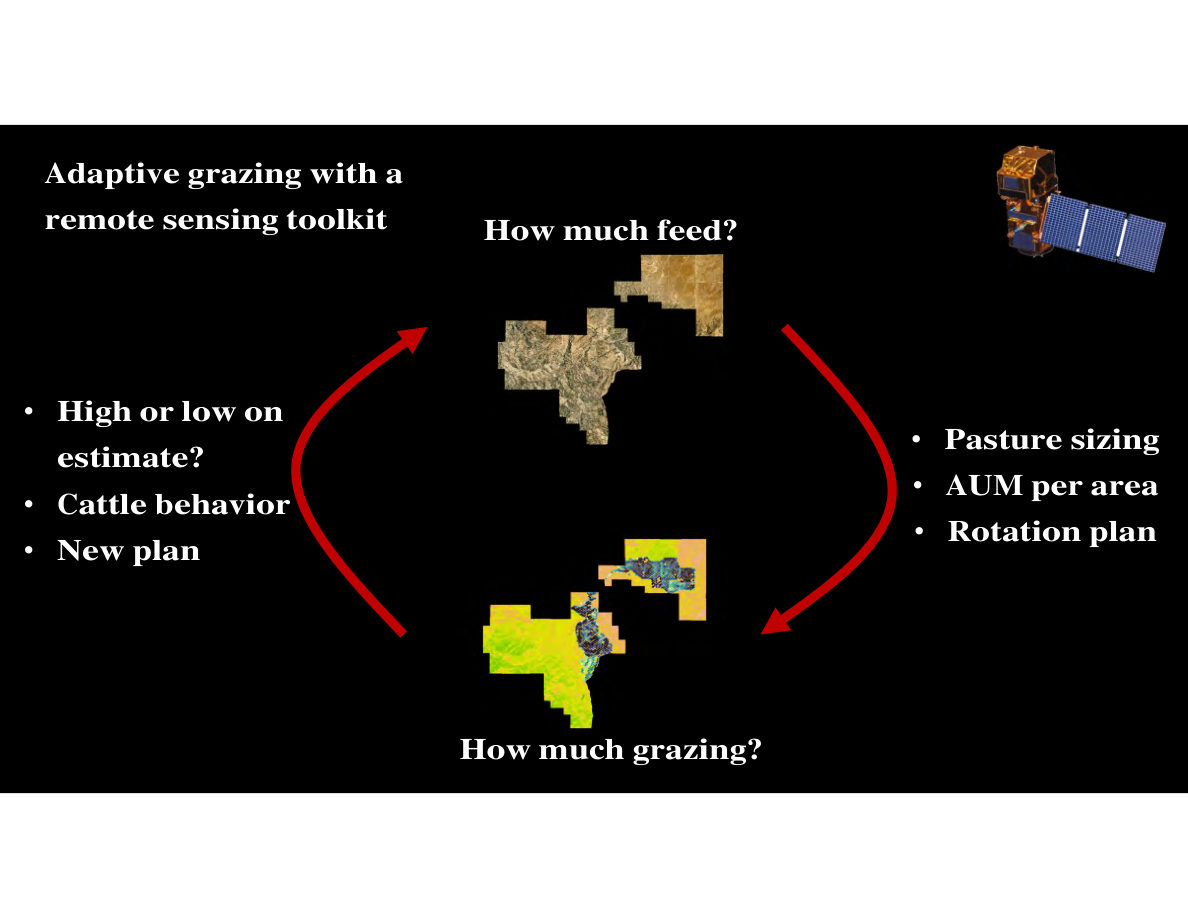 Adaptive grazing with a
remote sensing toolkit
How much feed?
• High or low on
estimate?
• Cattle behavior
• New plan
• Pasture sizing
• AUM per area
• Rotation plan
How much grazing?